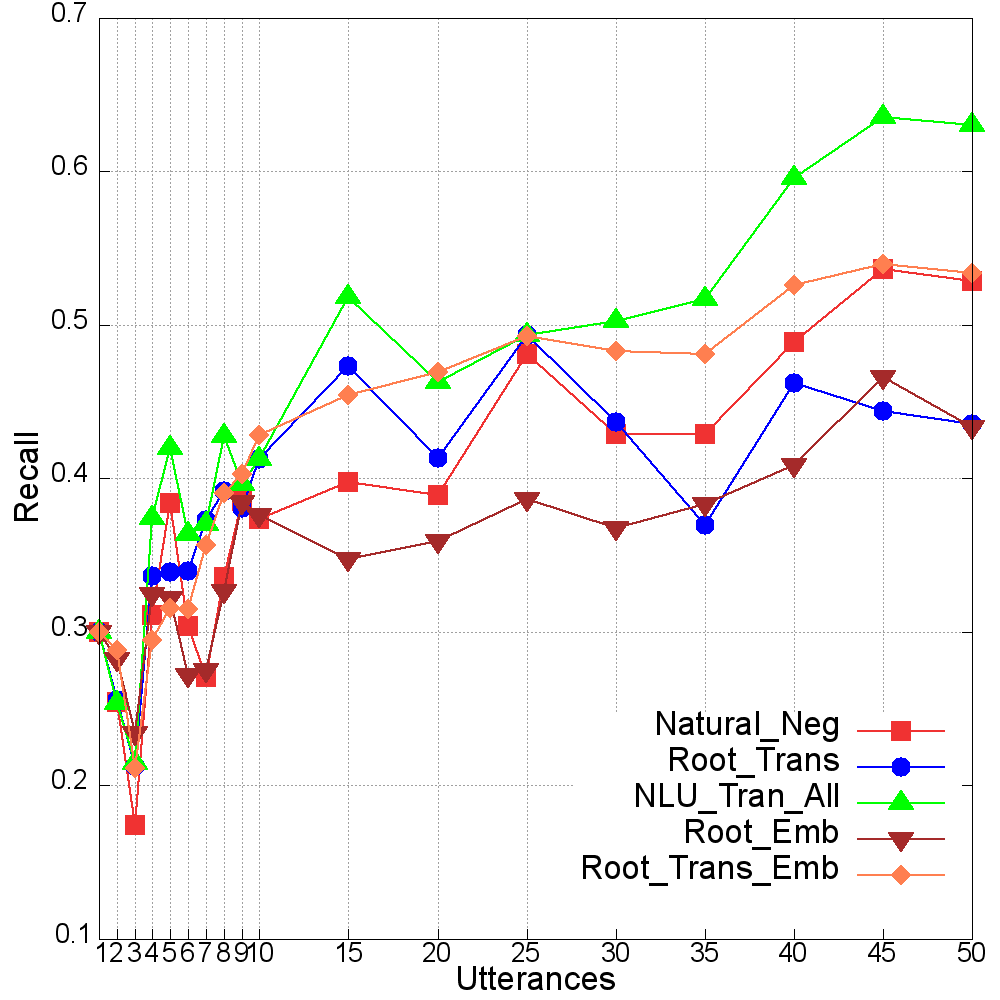 0.7
0.6
0.5
0.4
0.3
0.2
0.1
Recall
1 2 3 4 5 6 7 8 9 10 15 20 25 30 35 40 45 50
Utterances
Natural_Neg
Root_Trans
NLU_Tran_All
Root_Emb
Root_Trans_Emb